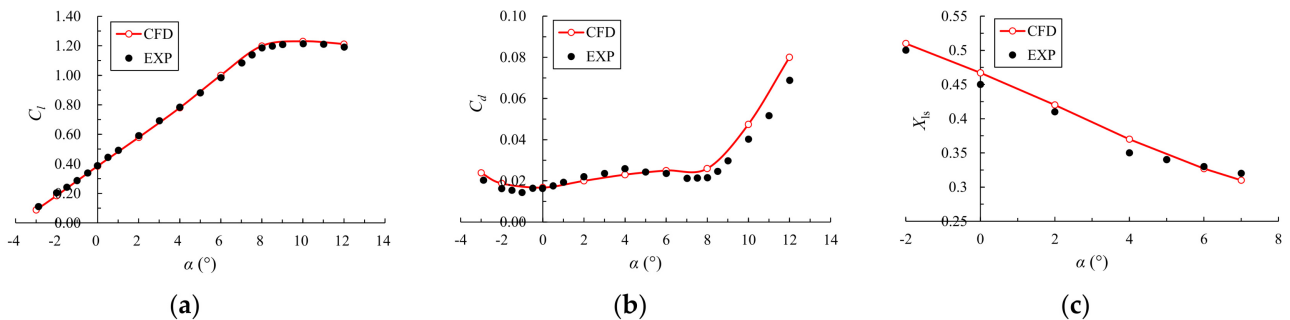 1.40
1.20
1.00
0.80
0.60
0.40
0.20
0.00
Cl
-4 -2 0 2 4 6 8 10 12 14
α (°)
CFD
EXP
(a)
0.10
0.08
0.06
0.04
0.02
0.00
Cd
-4 -2 0 2 4 6 8 10 12 14
α (°)
CFD
EXP
(b)
0.55
0.5
0.45
0.4
0.35
0.3
0.25
X1s
-2 0 2 4 6 8
α (°)
CFD
EXP
(c)